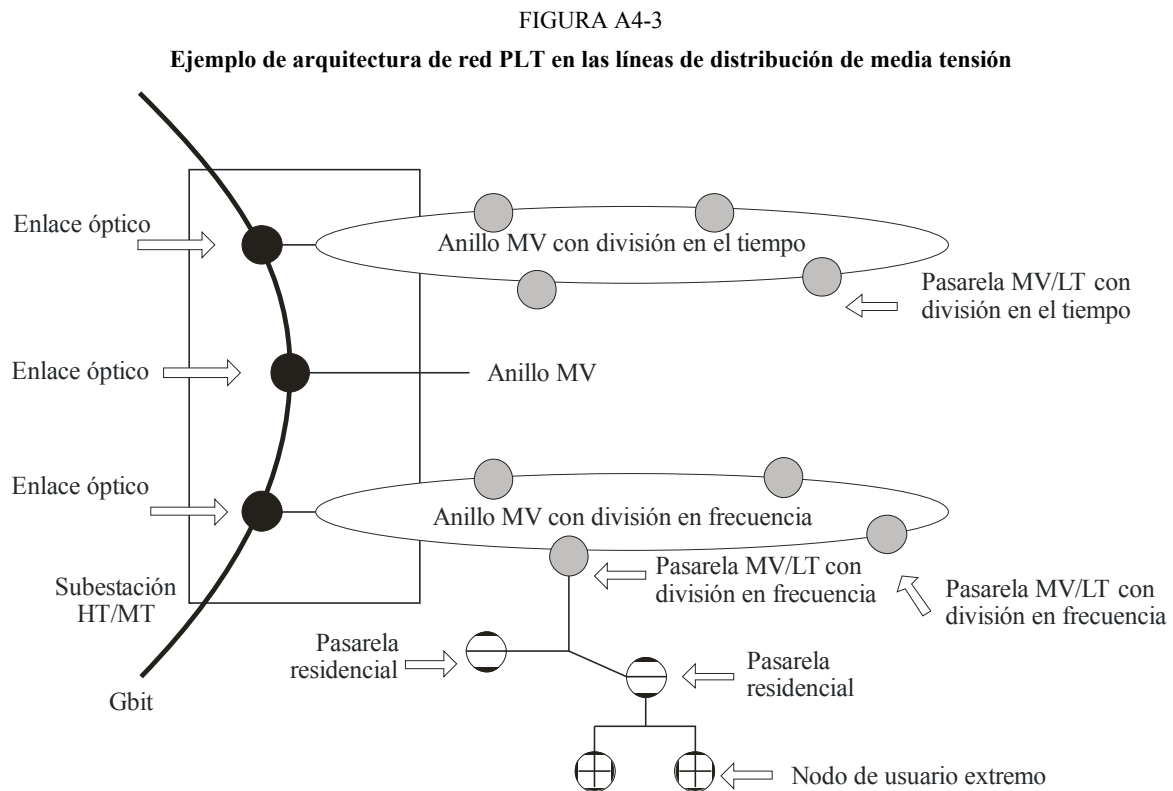 FIGURA A4-3
Ejemplo de arquitectura de red PLT en las líneas de distribución de media tensión
Enlace óptico
Anillo MV con división en el tiempo
Pasarela MV/LT con
división en el tiempo
Enlace óptico
Anillo MV
Enlace óptico
Anillo MV con división en frecuencia
Subestación
HT/MT
Pasarela MV/LT con
división en frecuencia
Pasarela MV/LT con
división en frecuencia
Pasarela
residencial
Pasarela
residencial
Gbit
Nodo de usuario extremo